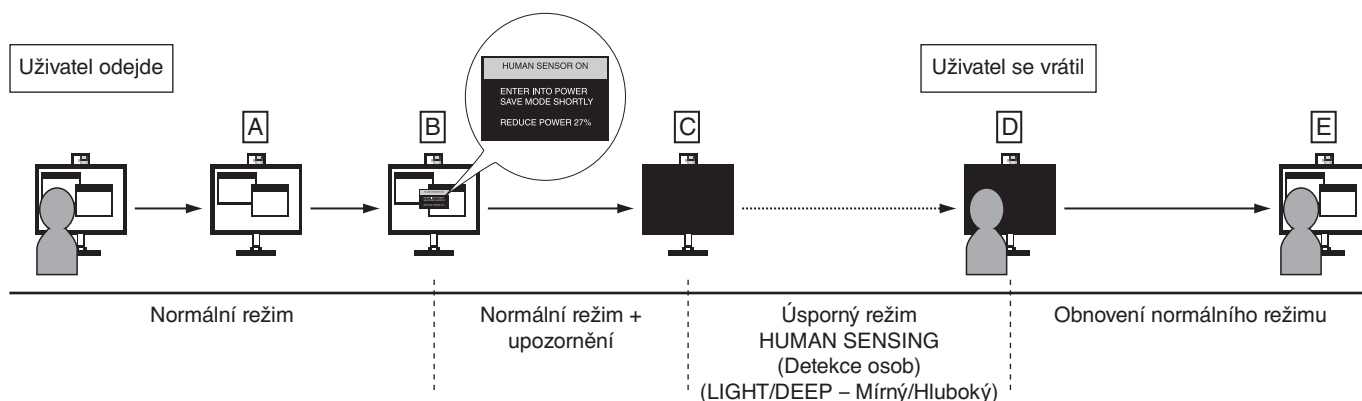 Uživatel odejde
HUMAN SENSOR ON
ENTER INTO POWER
SAVE MODE SHORTLY
REDUCE POWER 27%
Uživatel se vrátil
A
B
C
D
E
Normální režim
Normální režim +
upozornění
Úsporný režim
HUMAN SENSING
(Detekce osob)
(LIGHT/DEEP – Mírný/Hluboký)
Obnovení normálního režimu